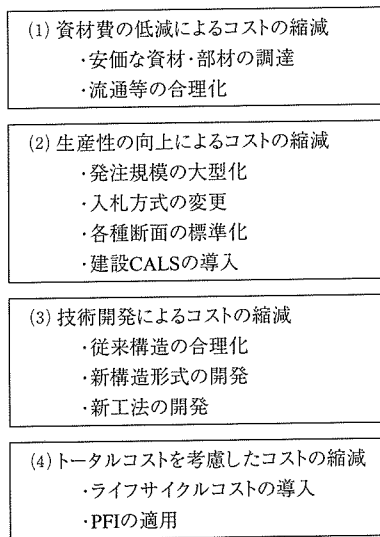 (1) 資材費の低減によるコストの縮減
・安価な資材・部材の調達
・流通等の合理化
(2) 生産性の向上によるコストの縮減
・発注規模の大型化
・入札方式の変更
・各種断面の標準化
・建設CALSの導入
(3) 技術開発によるコストの縮減
・従来構造の合理化
・新構造形式の開発
・新工法の開発
(4) トータルコストを考慮したコストの縮減
・ライフサイクルコストの導入
・PFIの適用